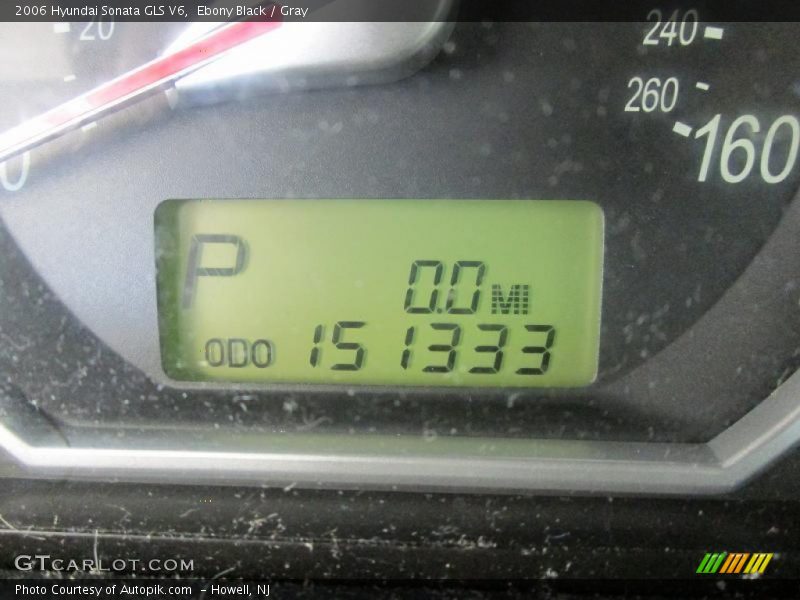 2006 Hyundai Sonata GLS V6,  Ebony Black / Gray
20
240
260
160
0
P
0.0 MI
ODO 151333
GTCARLOT.COM
Photo Courtesy of Autopik.com  - Howell, NJ